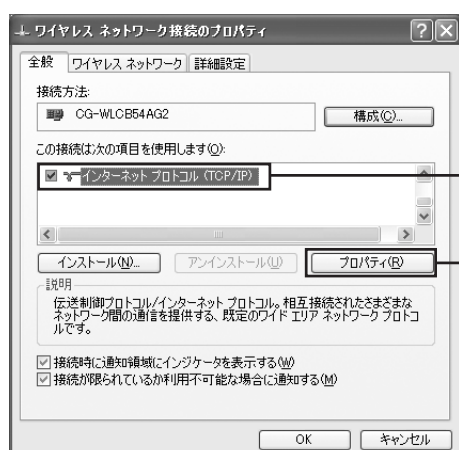 ワイヤレス ネットワーク接続のプロパティ
全般 ワイヤレス ネットワーク 詳細設定
接続方法:
CG-WLCB54AG2
構成(C)...
この接続は次の項目を使用します(O):
インターネット プロトコル (TCP/IP)
インストール(N)... アンインストール(U) プロパティ(R)
説明
伝送制御プロトコル/インターネット プロトコル。相互接続されたさまざまな
ネットワーク間の通信を提供する、既定のワイド エリア ネットワーク プロトコ
ルです。
接続時に通知領域にインジケータを表示する(W)
接続が限られているか利用不可能な場合に通知する(M)
OK キャンセル